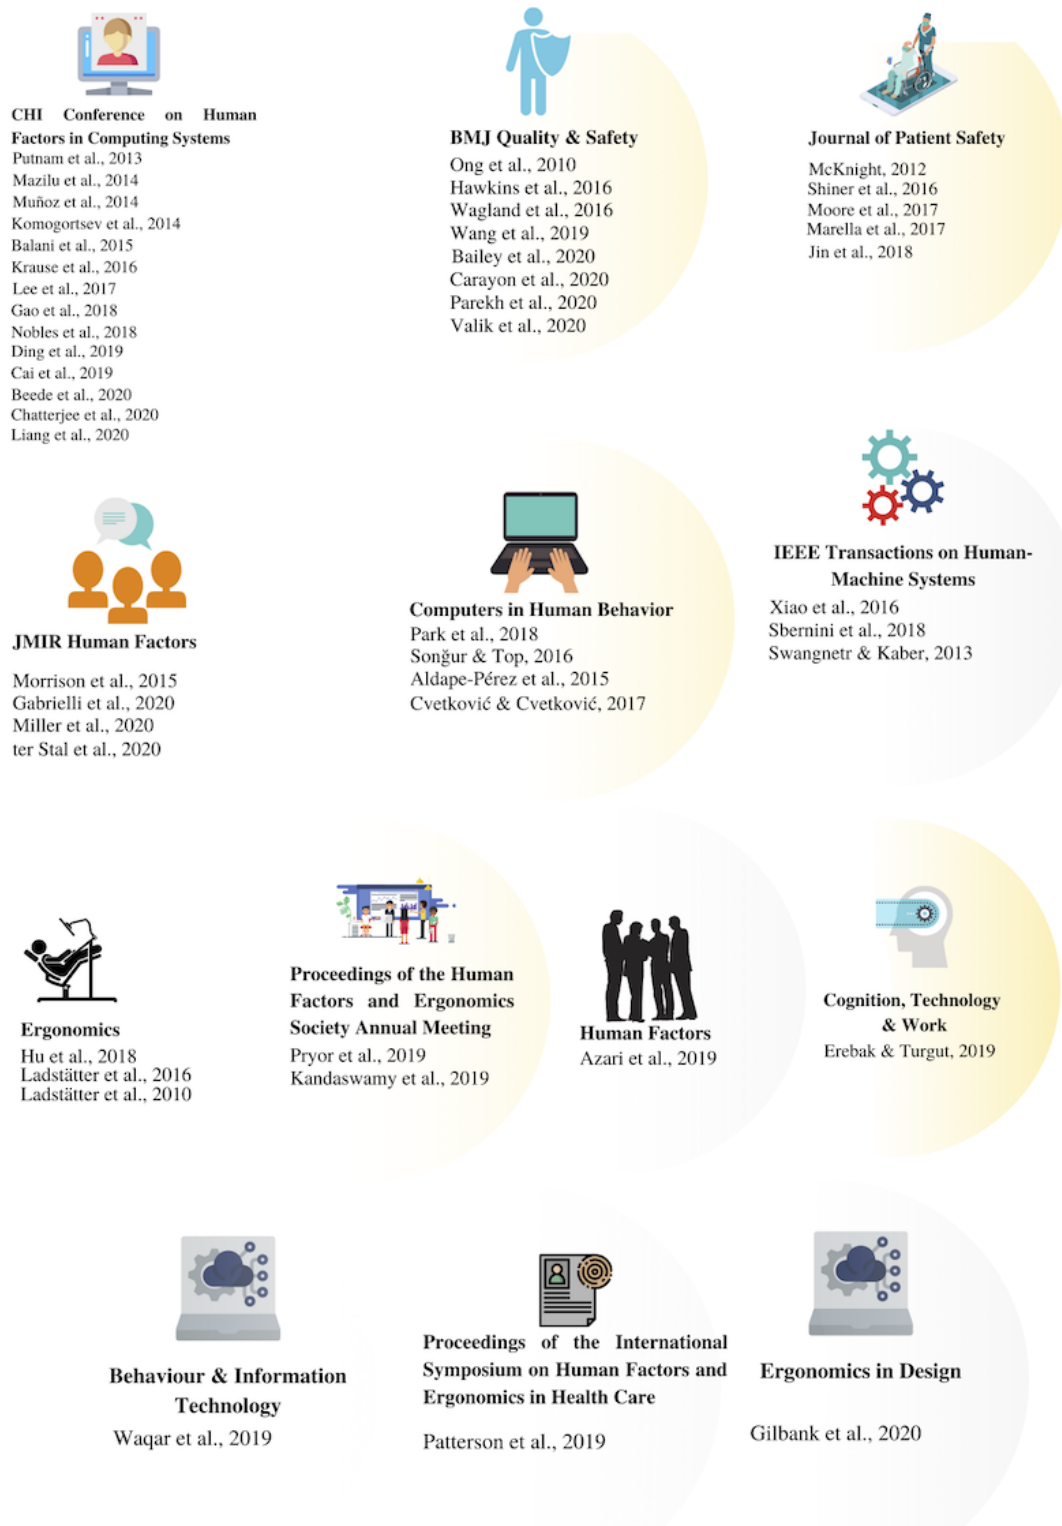 CHI Conference on Human
Factors in Computing Systems
Putnam et al., 2013
Mazilu et al., 2014
Muñoz et al., 2014
Komogortsev et al., 2014
Balani et al., 2015
Krause et al., 2016
Lee et al., 2017
Gao et al., 2018
Nobles et al., 2018
Ding et al., 2019
Cai et al., 2019
Beede et al., 2020
Chatterjee et al., 2020
Liang et al., 2020
BMJ Quality & Safety
Ong et al., 2010
Hawkins et al., 2016
Wagland et al., 2016
Wang et al., 2019
Bailey et al., 2020
Carayon et al., 2020
Parekh et al., 2020
Valik et al., 2020
Journal of Patient Safety
McKnight, 2012
Shiner et al., 2016
Moore et al., 2017
Marella et al., 2017
Jin et al., 2018
JMIR Human Factors
Morrison et al., 2015
Gabrielli et al., 2020
Miller et al., 2020
ter Stal et al., 2020
Computers in Human Behavior
Park et al., 2018
Sonğur & Top, 2016
Aldape-Pérez et al., 2015
Cvetković & Cvetković, 2017
IEEE Transactions on Human-
Machine Systems
Xiao et al., 2016
Sbernini et al., 2018
Swangnetr & Kaber, 2013
Ergonomics
Hu et al., 2018
Ladstätter et al., 2016
Ladstätter et al., 2010
Proceedings of the Human
Factors and Ergonomics
Society Annual Meeting
Pryor et al., 2019
Kandaswamy et al., 2019
Human Factors
Azari et al., 2019
Cognition, Technology
& Work
Erebak & Turgut, 2019
Behaviour & Information
Technology
Waqar et al., 2019
Proceedings of the International
Symposium on Human Factors and
Ergonomics in Health Care
Patterson et al., 2019
Ergonomics in Design
Gilbank et al., 2020